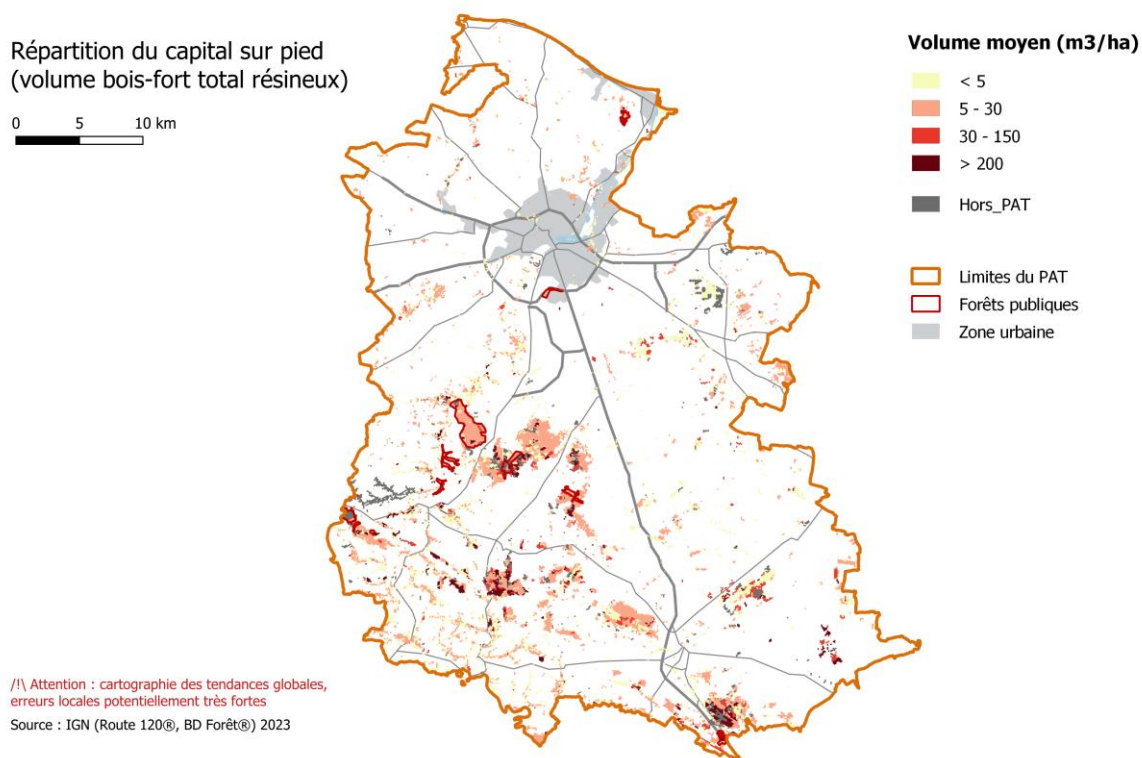 Répartition du capital sur pied
(volume bois-fort total résineux)
0 5 10 km
Volume moyen (m3/ha)
< 5
5 - 30
30 - 150
> 200
Hors_PAT
Limites du PAT
Forêts publiques
Zone urbaine
/!\ Attention : cartographie des tendances globales,
erreurs locales potentiellement très fortes
Source : IGN (Route 120®, BD Forêt®) 2023